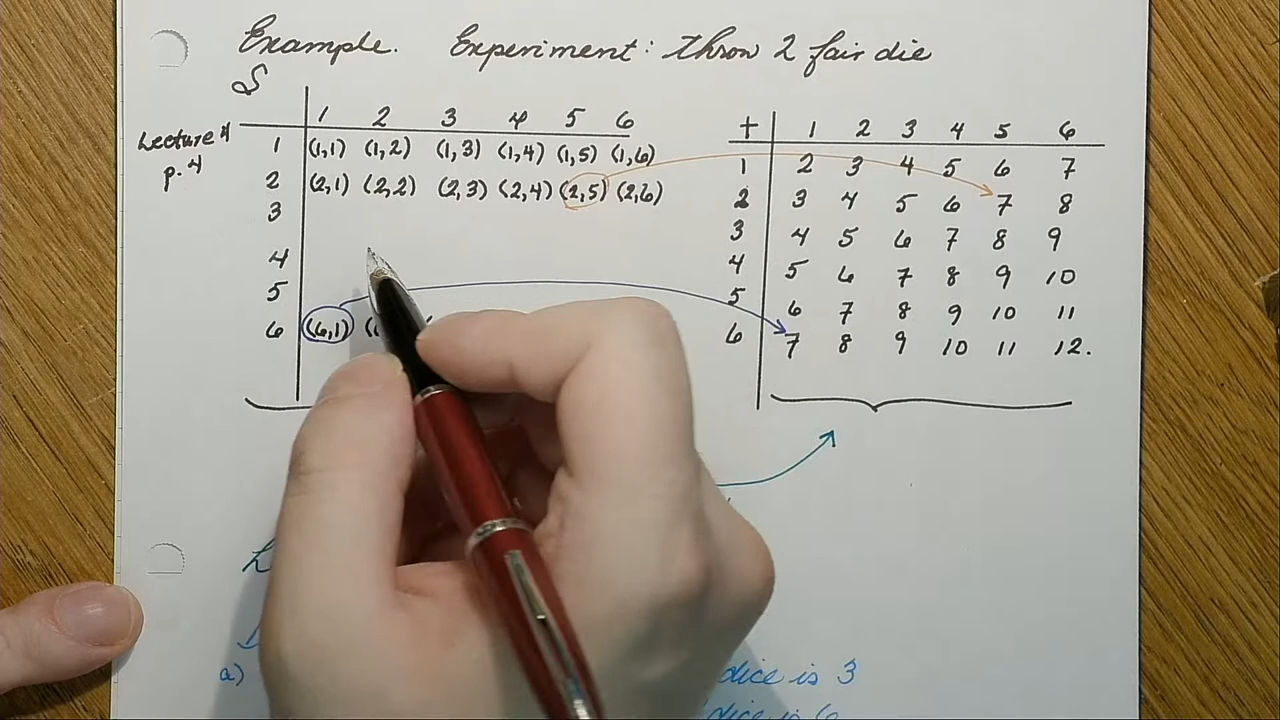 Example. Experiment: throw 2 fair die
S
Lecture 4
p. 4
1 2 3 4 5 6
1 (1,1) (1,2) (1,3) (1,4) (1,5) (1,6)
2 (2,1) (2,2) (2,3) (2,4) (2,5) (2,6)
3
4
5
6 (6,1)
+ 1 2 3 4 5 6
1 2 3 4 5 6 7
2 3 4 5 6 7 8
3 4 5 6 7 8 9
4 5 6 7 8 9 10
5 6 7 8 9 10 11
6 7 8 9 10 11 12.
a) dice is 3
dice is 6